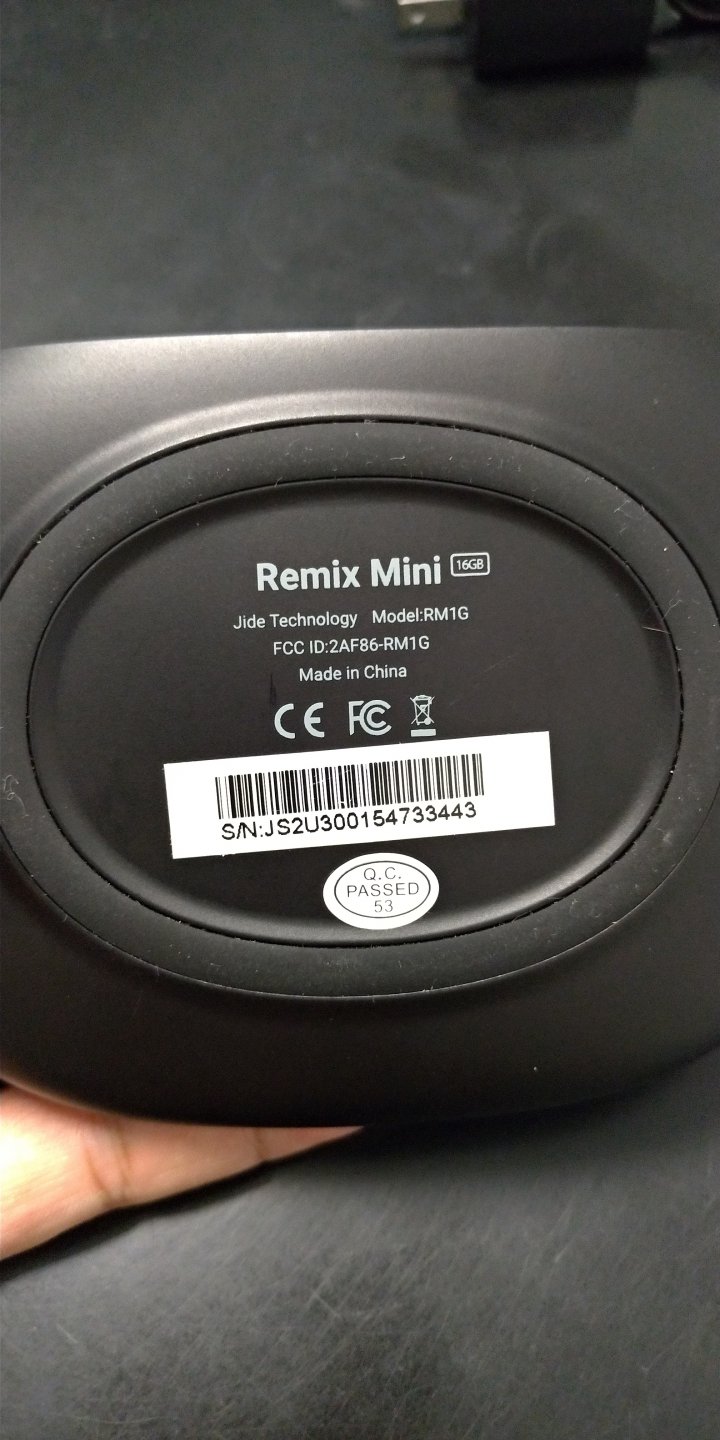 Remix Mini 16GB
Jide Technology Model:RM1G
FCC ID:2AF86-RM1G
Made in China
CE FC
S/N:JS2U300154733443
Q.C.
PASSED
53